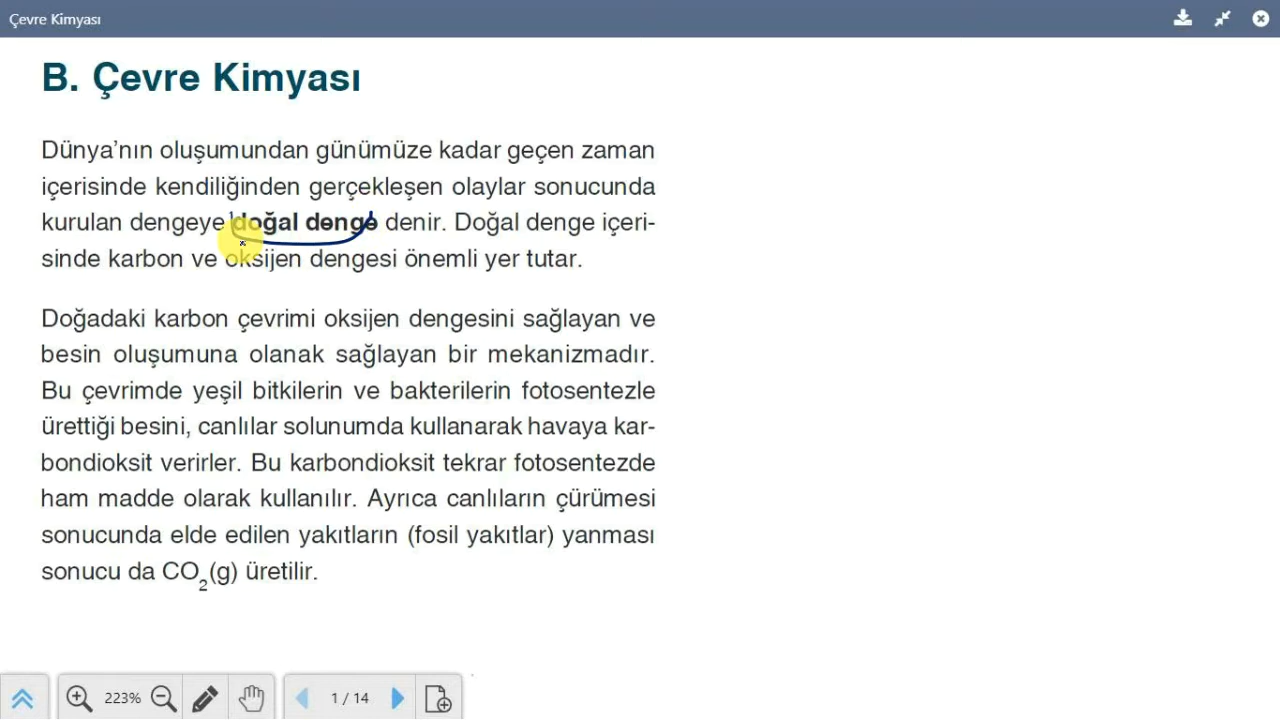 Çevre Kimyası
B. Çevre Kimyası
Dünya’nın oluşumundan günümüze kadar geçen zaman
içerisinde kendiliğinden gerçekleşen olaylar sonucunda
kurulan dengeye doğal denge denir. Doğal denge içeri-
sinde karbon ve oksijen dengesi önemli yer tutar.
Doğadaki karbon çevrimi oksijen dengesini sağlayan ve
besin oluşumuna olanak sağlayan bir mekanizmadır.
Bu çevrimde yeşil bitkilerin ve bakterilerin fotosentezle
ürettiği besini, canlılar solunumda kullanarak havaya kar-
bondioksit verirler. Bu karbondioksit tekrar fotosentezde
ham madde olarak kullanılır. Ayrıca canlıların çürümesi
sonucunda elde edilen yakıtların (fosil yakıtlar) yanması
sonucu da CO₂(g) üretilir.
223% 1 / 14